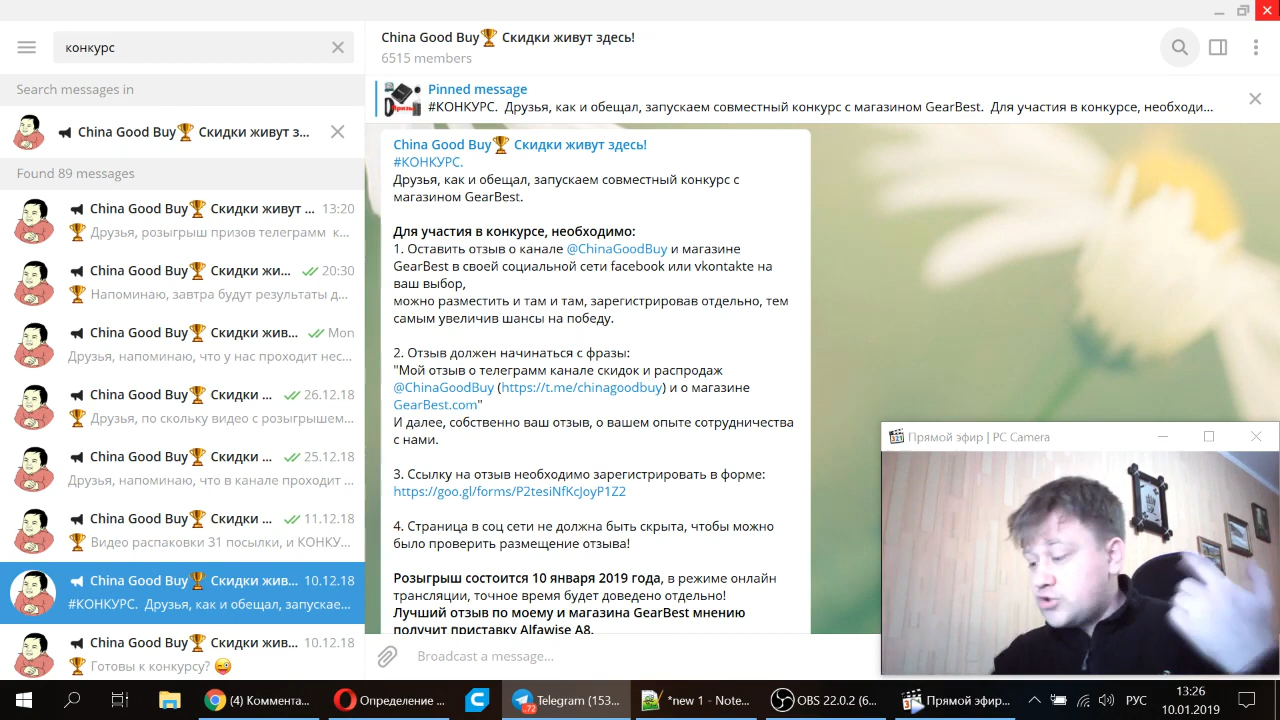 конкурс
Search messages in
China Good Buy🏆 Скидки живут з...
Found 89 messages
China Good Buy🏆 Скидки живут ... 13:20
🏆 Друзья, розыгрыш призов телеграмм к...
China Good Buy🏆 Скидки жи... 20:30
🏆 Напоминаю, завтра будут результаты д...
China Good Buy🏆 Скидки жив... Mon
Друзья, напоминаю, что у нас проходит нес...
China Good Buy🏆 Скидки ... 26.12.18
🏆 Друзья, по скольку видео с розыгрышем...
China Good Buy🏆 Скидки ... 25.12.18
Друзья, напоминаю, что в канале проходит ...
China Good Buy🏆 Скидки ... 11.12.18
🏆 Видео распаковки 31 посылки, и КОНКУ...
China Good Buy🏆 Скидки жив... 10.12.18
#КОНКУРС. Друзья, как и обещал, запускае...
China Good Buy🏆 Скидки жив... 10.12.18
🏆 Готовы к конкурсу? 😜
China Good Buy🏆 Скидки живут здесь!
6515 members
Pinned message
#КОНКУРС. Друзья, как и обещал, запускаем совместный конкурс с магазином GearBest. Для участия в конкурсе, необходи...
China Good Buy🏆 Скидки живут здесь!
#КОНКУРС.
Друзья, как и обещал, запускаем совместный конкурс с
магазином GearBest.
Для участия в конкурсе, необходимо:
1. Оставить отзыв о канале @ChinaGoodBuy и магазине
GearBest в своей социальной сети facebook или vkontakte на
ваш выбор,
можно разместить и там и там, зарегистрировав отдельно, тем
самым увеличив шансы на победу.
2. Отзыв должен начинаться с фразы:
"Мой отзыв о телеграмм канале скидок и распродаж
@ChinaGoodBuy (https://t.me/chinagoodbuy) и о магазине
GearBest.com"
И далее, собственно ваш отзыв, о вашем опыте сотрудничества
с нами.
3. Ссылку на отзыв необходимо зарегистрировать в форме:
https://goo.gl/forms/P2tesiNfKcJoyP1Z2
4. Страница в соц сети не должна быть скрыта, чтобы можно
было проверить размещение отзыва!
Розыгрыш состоится 10 января 2019 года, в режиме онлайн
трансляции, точное время будет доведено отдельно!
Лучший отзыв по моему и магазина GearBest мнению
получит приставку Alfawise A8.
Broadcast a message...
Прямой эфир | PC Camera
(4) Коммента...
Определение ...
72
Telegram (153...
*new 1 - Note...
OBS 22.0.2 (6...
Прямой эфир...
РУС
13:26
10.01.2019